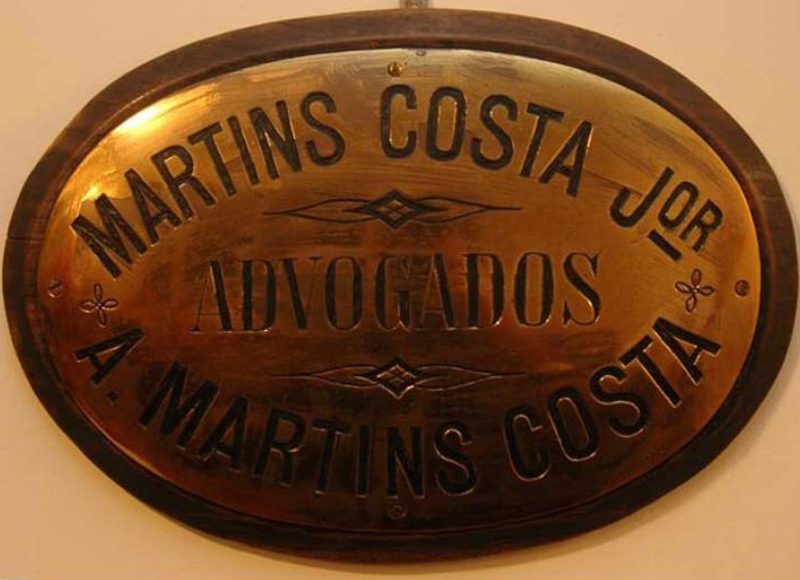 MARTINS COSTA JOR
ADVOGADOS
A. MARTINS COSTA